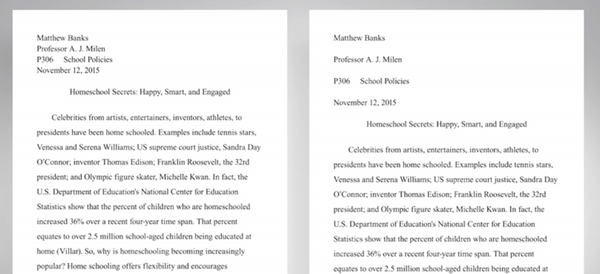 Matthew Banks
Professor A. J. Milen
P306 School Policies
November 12, 2015
Homeschool Secrets: Happy, Smart, and Engaged
Celebrities from artists, entertainers, inventors, athletes, to
presidents have been home schooled. Examples include tennis stars,
Venessa and Serena Williams; US supreme court justice, Sandra Day
O'Connor; inventor Thomas Edison; Franklin Roosevelt, the 32rd
president; and Olympic figure skater, Michelle Kwan. In fact, the
U.S. Department of Education's National Center for Education
Statistics show that the percent of children who are homeschooled
increased 36% over a recent four-year time span. That percent
equates to over 2.5 million school-aged children being educated at
home (Villar). So, why is homeschooling becoming increasingly
popular? Home schooling offers flexibility and encourages
Matthew Banks
Professor A. J. Milen
P306 School Policies
November 12, 2015
Homeschool Secrets: Happy, Smart, and Engaged
Celebrities from artists, entertainers, inventors, athletes, to
presidents have been home schooled. Examples include tennis stars,
Venessa and Serena Williams; US supreme court justice, Sandra Day
O'Connor; inventor Thomas Edison; Franklin Roosevelt, the 32rd
president; and Olympic figure skater, Michelle Kwan. In fact, the
U.S. Department of Education's National Center for Education
Statistics show that the percent of children who are homeschooled
increased 36% over a recent four-year time span. That percent
equates to over 2.5 million school-aged children being educated at